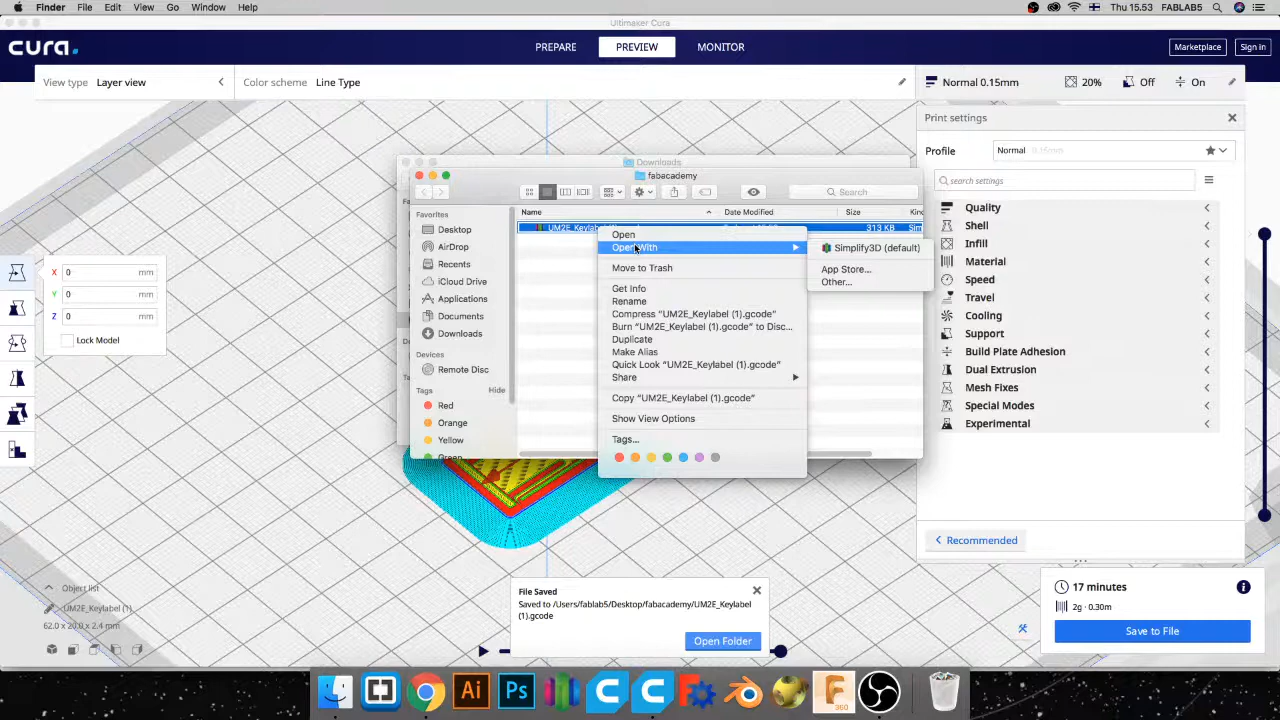 Finder File Edit View Go Window Help Thu 15.53 FABLAB5
Ultimaker Cura
cura. PREPARE PREVIEW MONITOR Marketplace Sign in
View type Layer view Color scheme Line Type Normal 0.15mm 20% Off On
Print settings
Profile Normal 0.15mm
search settings
Quality
Shell
Infill
Material
Speed
Travel
Cooling
Support
Build Plate Adhesion
Dual Extrusion
Mesh Fixes
Special Modes
Experimental
Recommended
X 0 mm
Y 0 mm
Z 0 mm
Lock Model
Downloads
fabacademy
Search
Favorites
Desktop
AirDrop
Recents
iCloud Drive
Applications
Documents
Downloads
Devices
Remote Disc
Tags Hide
Red
Orange
Yellow
Green
Name Date Modified Size Kind
313 KB Sim
Open
Open With
Move to Trash
Get Info
Rename
Compress “UM2E_Keylabel (1).gcode”
Burn “UM2E_Keylabel (1).gcode” to Disc...
Duplicate
Make Alias
Quick Look “UM2E_Keylabel (1).gcode”
Share
Copy “UM2E_Keylabel (1).gcode”
Show View Options
Tags...
Simplify3D (default)
App Store...
Other...
Object list
UM2E_Keylabel (1)
62.0 x 20.0 x 2.4 mm
File Saved
Saved to /Users/fablab5/Desktop/fabacademy/UM2E_Keylabel
(1).gcode
Open Folder
17 minutes
2g · 0.30m
Save to File
Ai Ps C C F 360